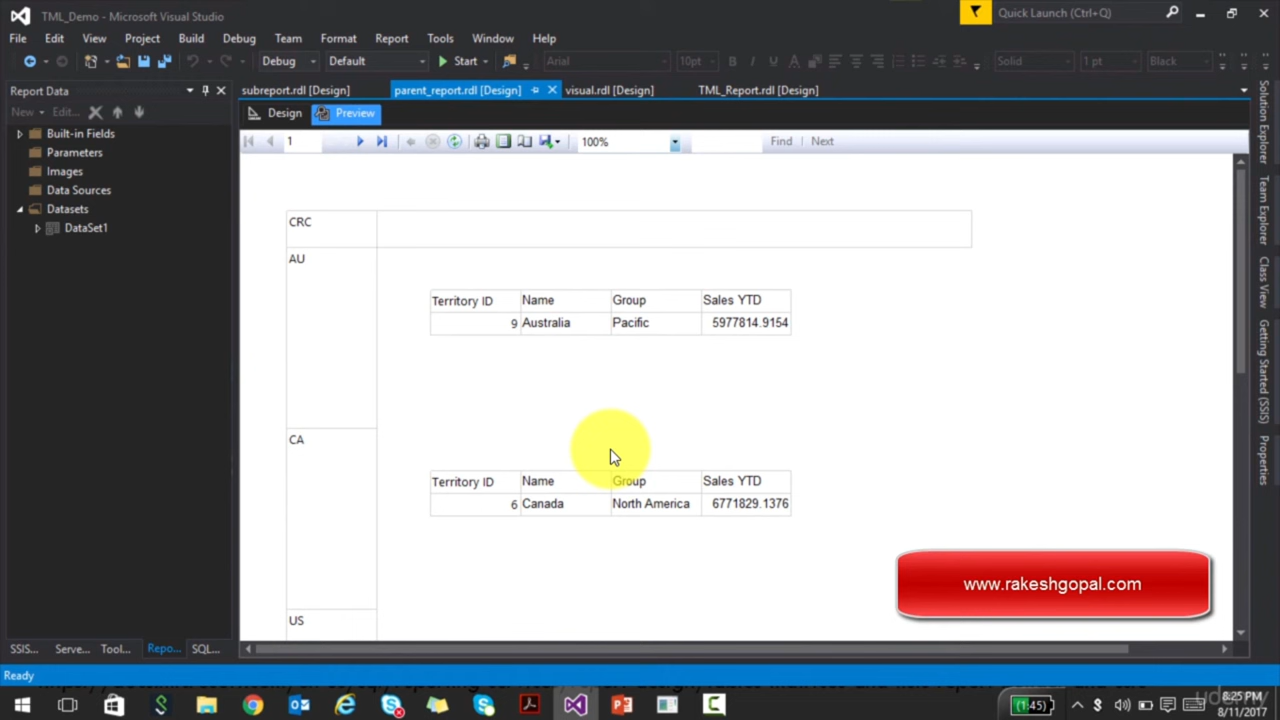 TML_Demo - Microsoft Visual Studio
Quick Launch (Ctrl+Q)
File Edit View Project Build Debug Team Format Report Tools Window Help
Debug Default Start Arial 10pt B I U A Solid 1 pt Black
Report Data
subreport.rdl [Design] parent_report.rdl [Design] visual.rdl [Design] TML_Report.rdl [Design]
New Edit...
Design Preview
Built-in Fields
Parameters
Images
Data Sources
Datasets
DataSet1
1 100% Find Next
CRC
AU
Territory ID Name Group Sales YTD
9 Australia Pacific 5977814.9154
CA
Territory ID Name Group Sales YTD
6 Canada North America 6771829.1376
US
www.rakeshgopal.com
Solution Explorer
Team Explorer
Class View
Getting Started (SSIS)
Properties
SSIS... Serve... Tool... Repo... SQL...
Ready
(1:45)
8:25 PM
8/11/2017
udemy